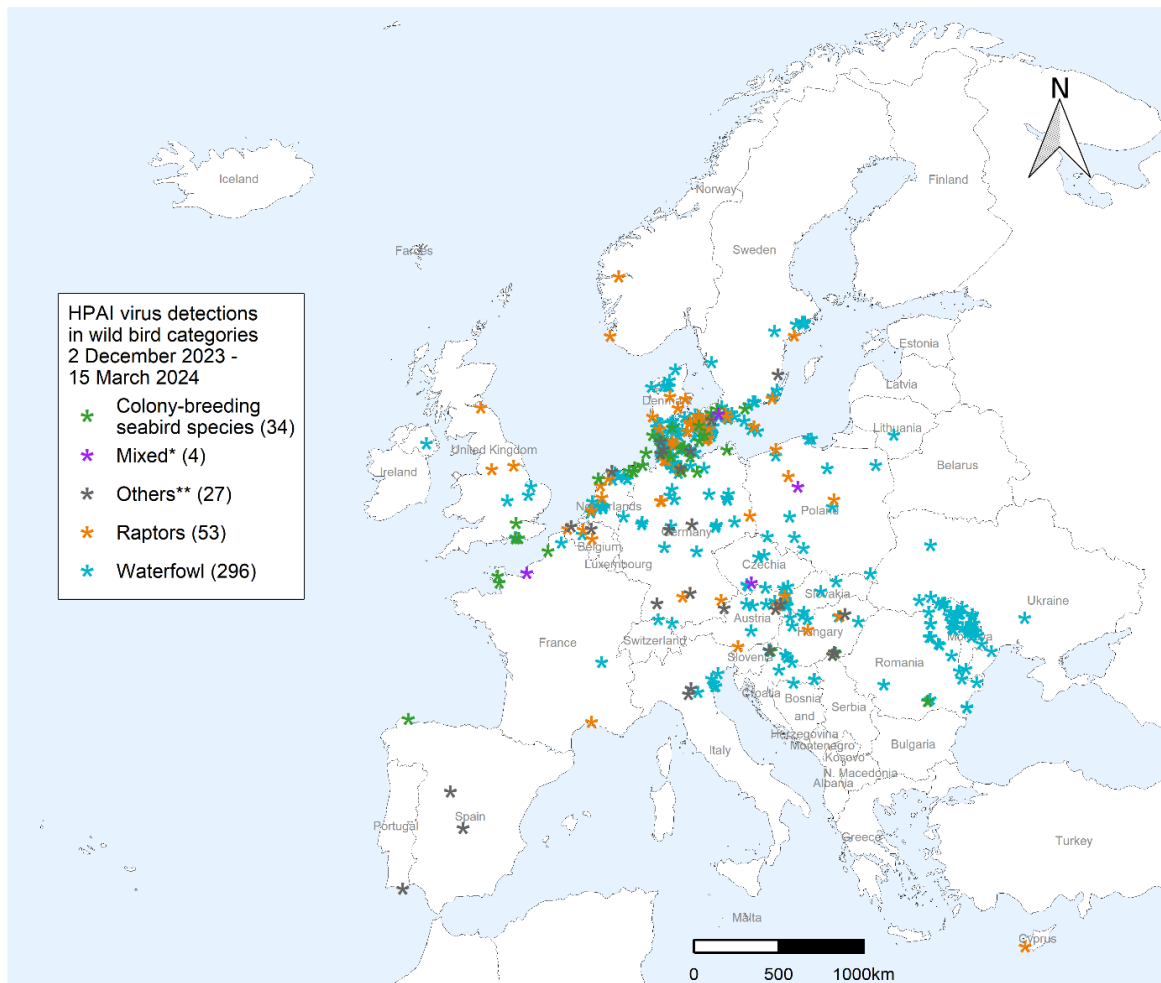 N
Iceland
Finland
Norway
Sweden
Faroes
HPAI virus detections
in wild bird categories
2 December 2023 -
15 March 2024
Colony-breeding
seabird species (34)
Mixed* (4)
Others** (27)
Raptors (53)
Waterfowl (296)
Estonia
Latvia
Denmark
Lithuania
United Kingdom
Ireland
Belarus
Netherlands
Poland
Germany
Belgium
Luxembourg
Czechia
Slovakia
Ukraine
Austria
Moldova
France
Switzerland
Hungary
Slovenia
Romania
Croatia
Bosnia
and
Herzegovina
Serbia
Montenegro
Kosovo*
Bulgaria
Italy
N. Macedonia
Albania
Portugal
Spain
Greece
Turkey
Malta
Cyprus
0 500 1000km